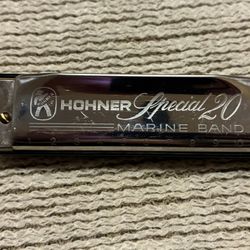 HOHNER Special 20
MARINE BAND